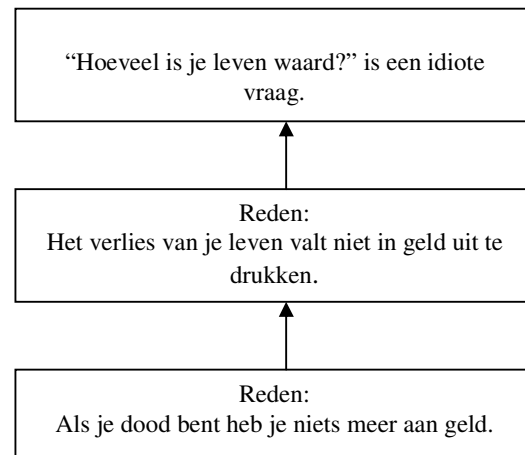 “Hoeveel is je leven waard?” is een idiote
vraag.
Reden:
Het verlies van je leven valt niet in geld uit te
drukken.
Reden:
Als je dood bent heb je niets meer aan geld.